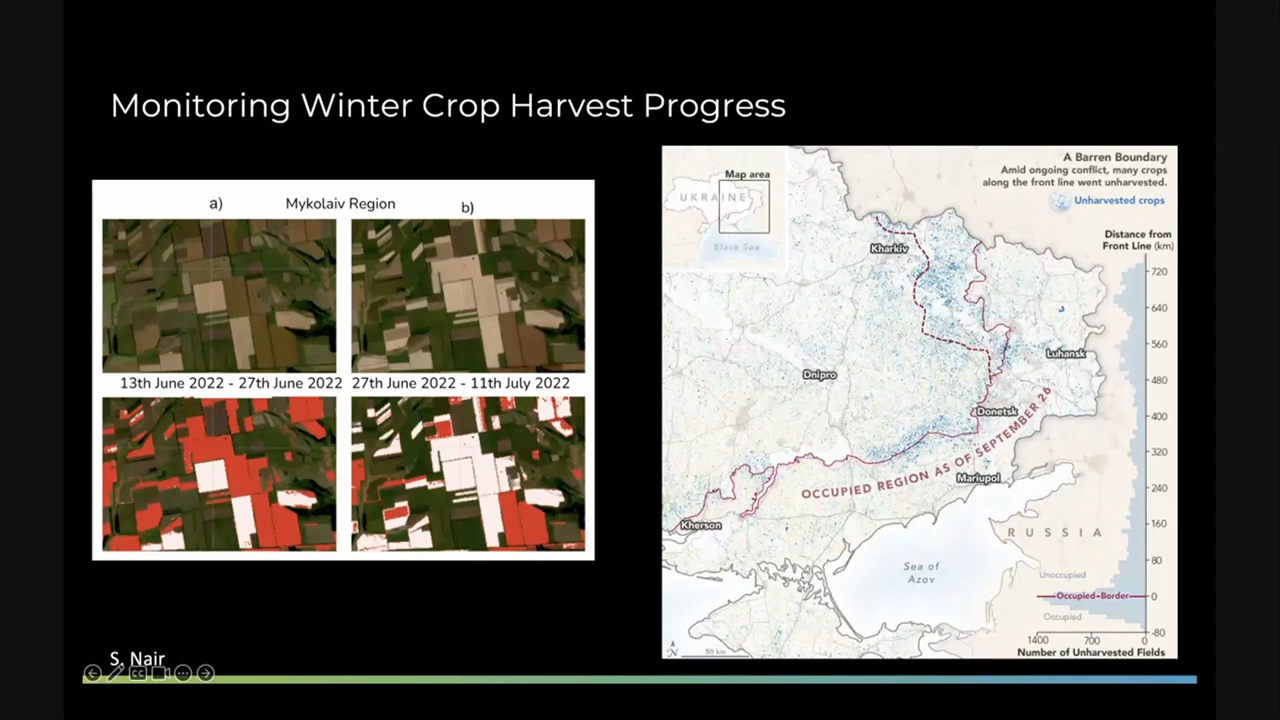 Monitoring Winter Crop Harvest Progress
a)
Mykolaiv Region
b)
13th June 2022 - 27th June 2022
27th June 2022 - 11th July 2022
Map area
UKRAINE
Black Sea
A Barren Boundary
Amid ongoing conflict, many crops
along the front line went unharvested.
Unharvested crops
Distance from
Front Line (km)
Kharkiv
Luhansk
Dnipro
Donetsk
OCCUPIED REGION AS OF SEPTEMBER 26
Mariupol
Kherson
RUSSIA
Sea of
Azov
720
640
560
480
400
320
240
160
80
0
-80
Unoccupied
Occupied Border
Occupied
1400
700
0
Number of Unharvested Fields
N
50 km
S. Nair
CC